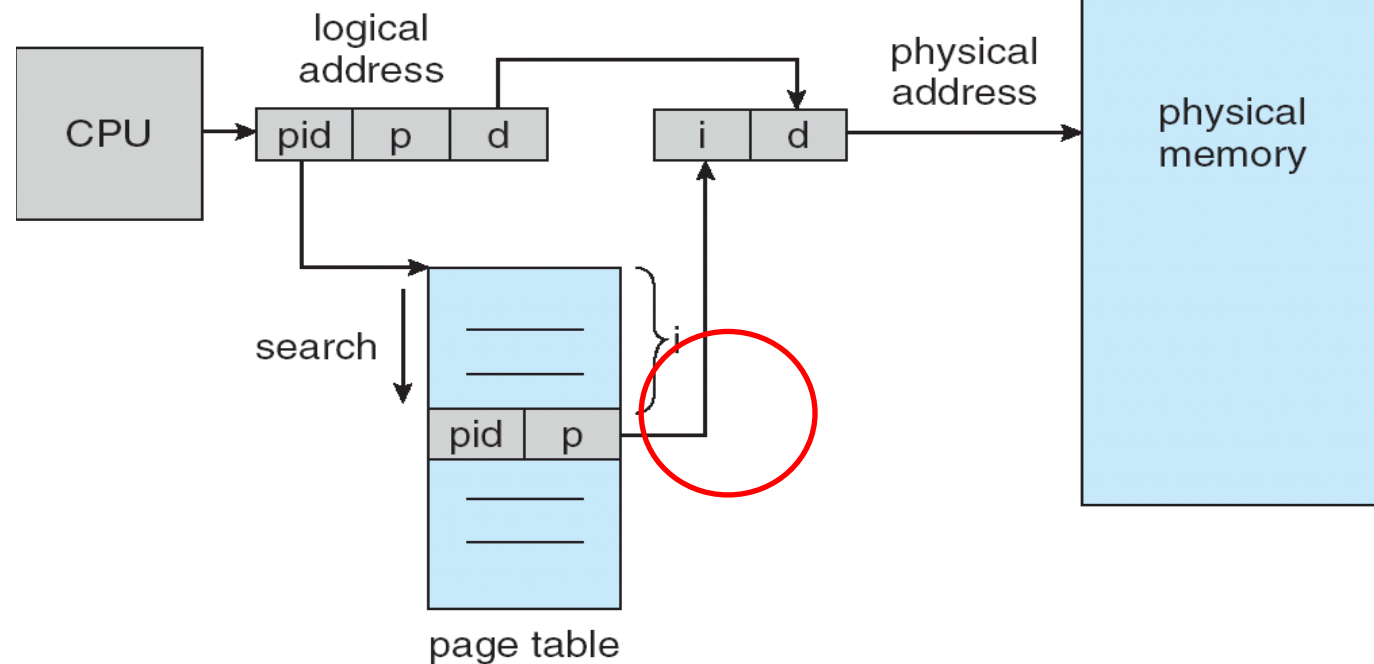 logical
address
physical
address
CPU
pid
p
d
i
d
physical
memory
search
i
pid
p
page table